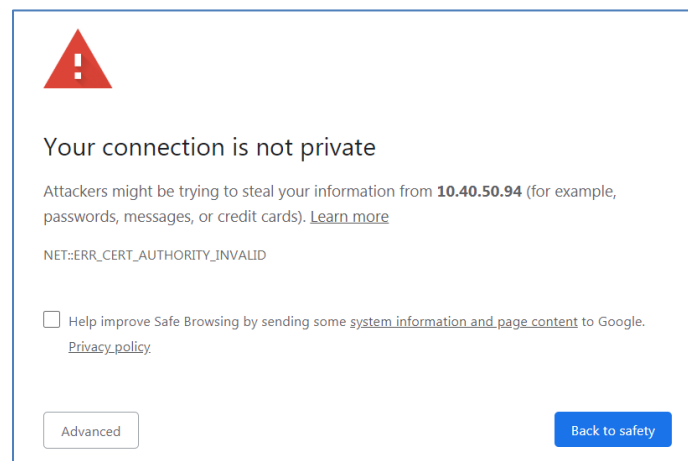 Your connection is not private
Attackers might be trying to steal your information from 10.40.50.94 (for example,
passwords, messages, or credit cards). Learn more
NET::ERR_CERT_AUTHORITY_INVALID
Help improve Safe Browsing by sending some system information and page content to Google.
Privacy policy
Advanced
Back to safety